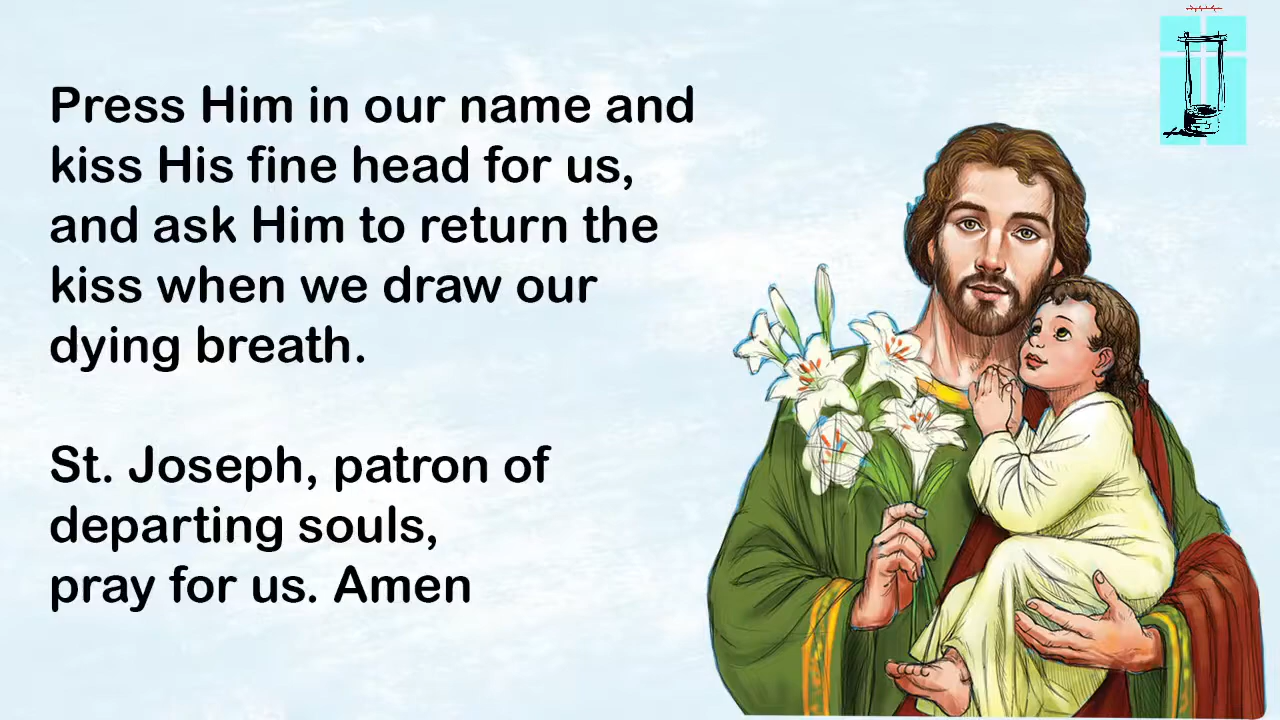 Press Him in our name and
kiss His fine head for us,
and ask Him to return the
kiss when we draw our
dying breath.
St. Joseph, patron of
departing souls,
pray for us. Amen